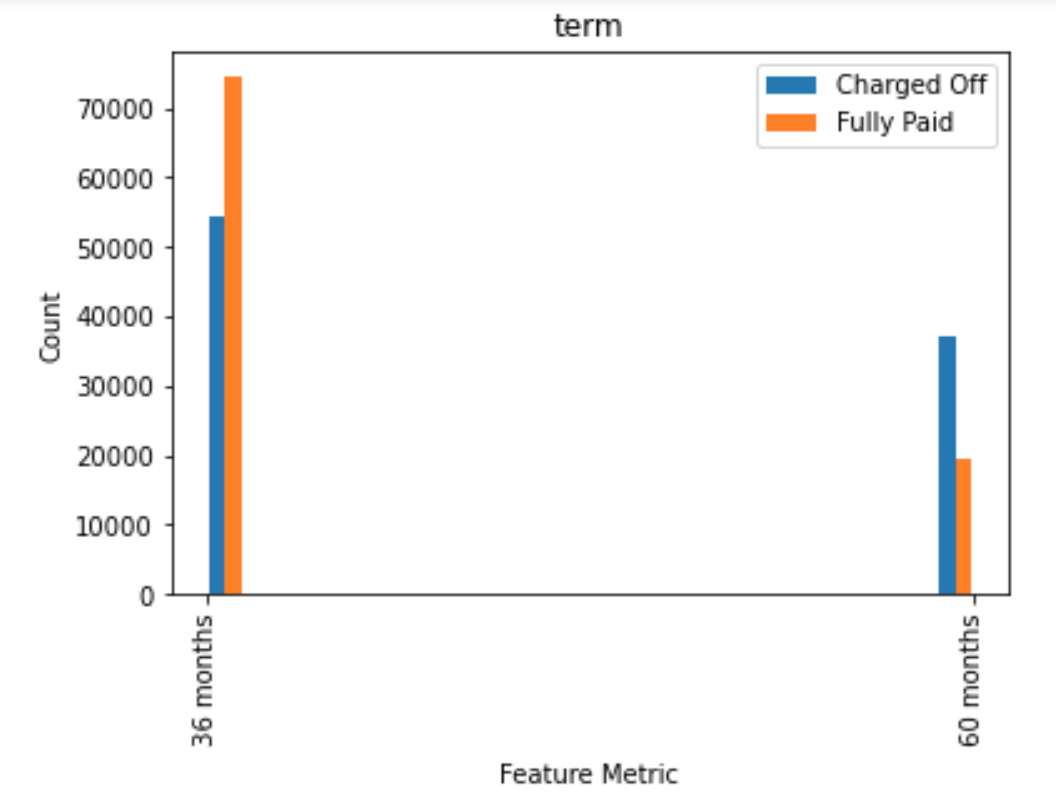 term
Charged Off
Fully Paid
70000
60000
50000
40000
30000
20000
10000
0
Count
36 months
60 months
Feature Metric